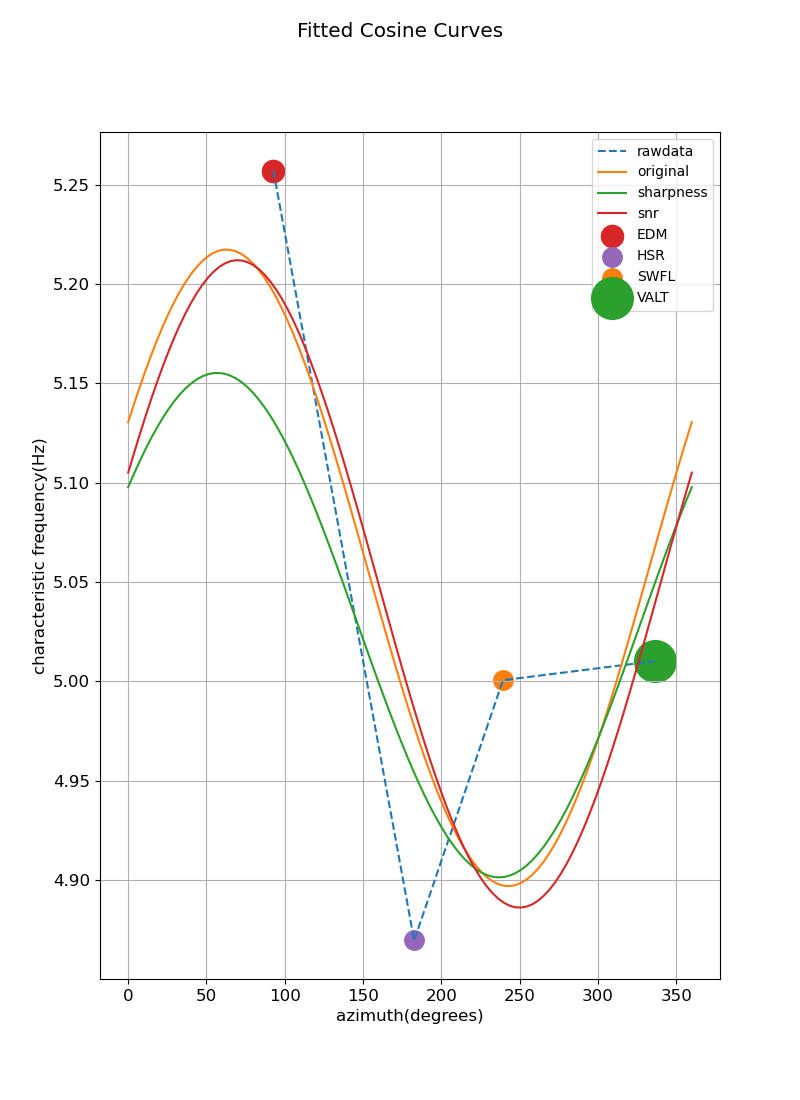 Fitted Cosine Curves
rawdata
original
sharpness
snr
EDM
HSR
SWFL
VALT
characteristic frequency(Hz)
5.25
5.20
5.15
5.10
5.05
5.00
4.95
4.90
0 50 100 150 200 250 300 350
azimuth(degrees)